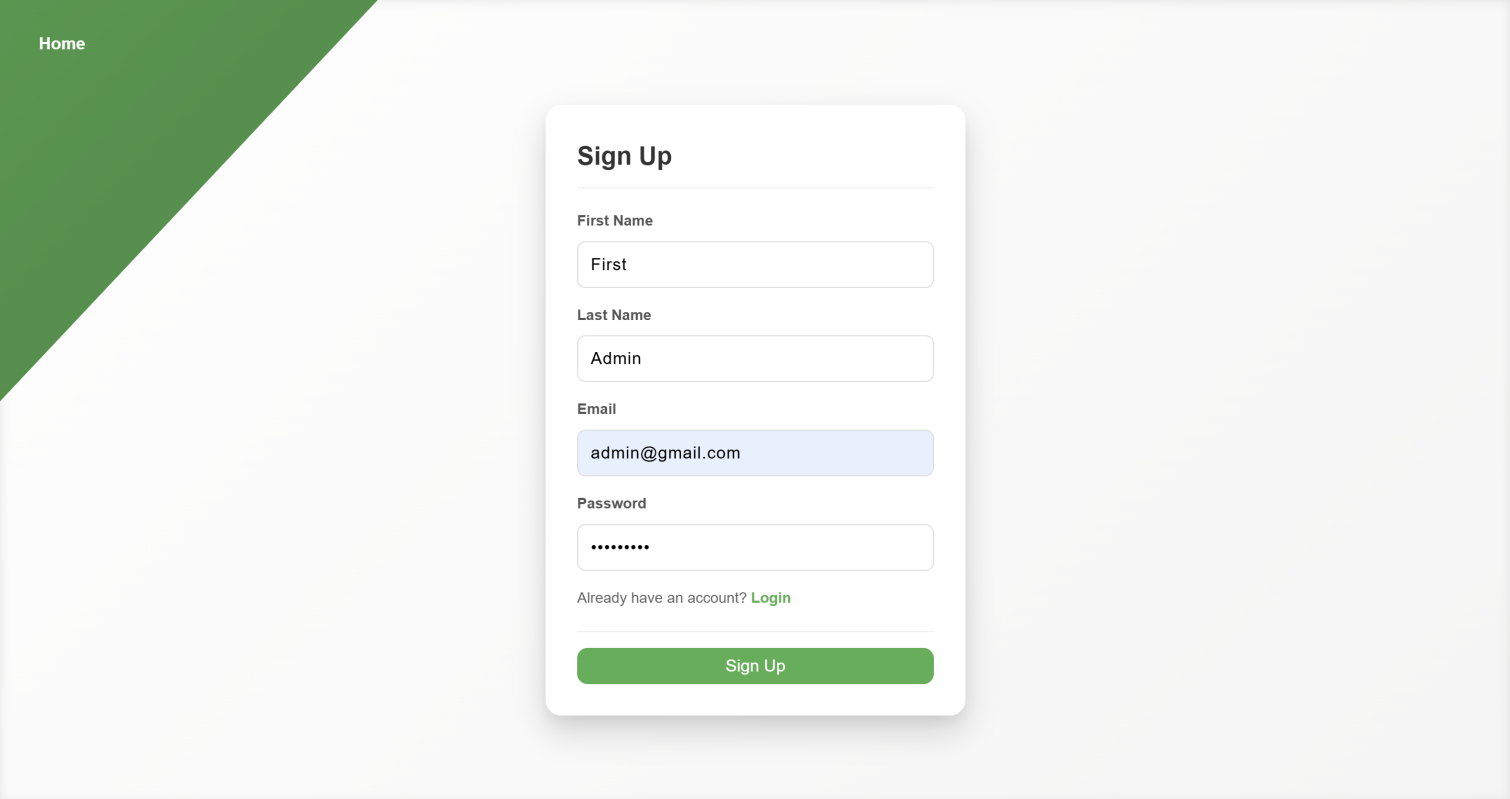 Home
Sign Up
First Name
First
Last Name
Admin
Email
admin@gmail.com
Password
•••••••••
Already have an account? Login
Sign Up